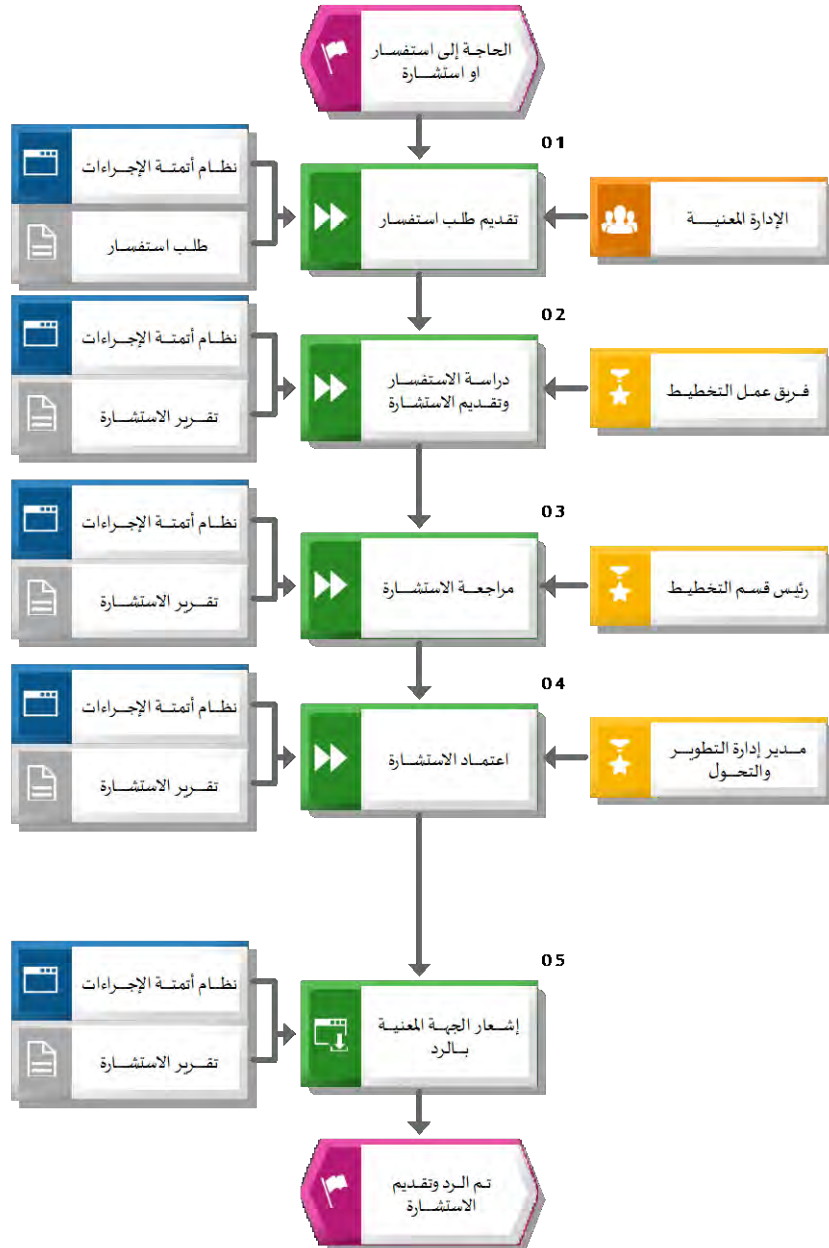 الحاجة إلى استفسار
او استشارة
01
الإدارة المعنية
تقديم طلب استفسار
نظام أتمتة الإجراءات
طلب استفسار
02
فريق عمل التخطيط
دراسة الاستفسار
وتقديم الاستشارة
نظام أتمتة الإجراءات
تقرير الاستشارة
03
رئيس قسم التخطيط
مراجعة الاستشارة
نظام أتمتة الإجراءات
تقرير الاستشارة
04
مدير إدارة التطوير
والتحول
اعتماد الاستشارة
نظام أتمتة الإجراءات
تقرير الاستشارة
05
إشعار الجهة المعنية
بالرد
نظام أتمتة الإجراءات
تقرير الاستشارة
تم الرد وتقديم
الاستشارة